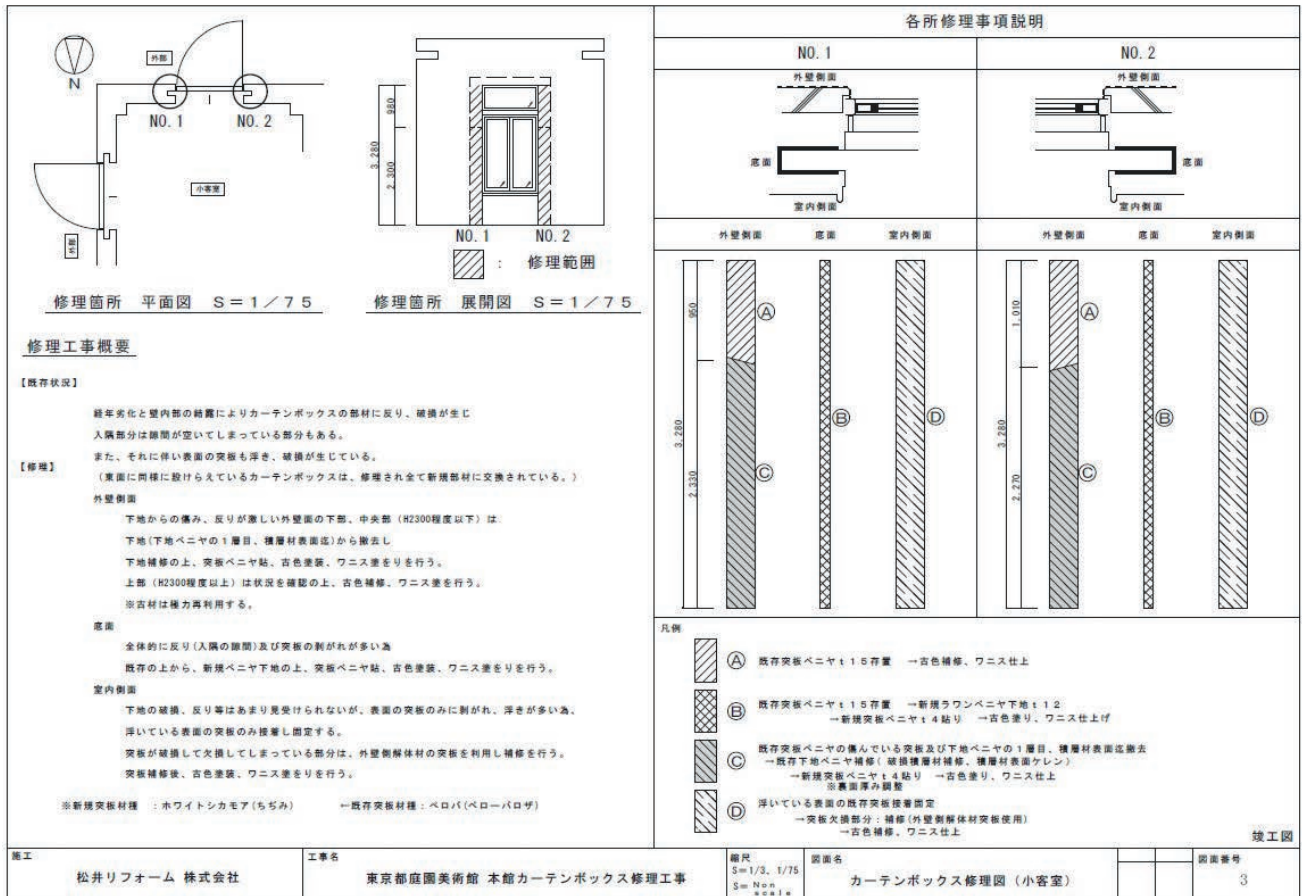 N
外部
NO.1
NO.2
小客室
外部
修理箇所　平面図　S=1/75
980
3,280
2,300
NO.1
NO.2
：　修理範囲
修理箇所　展開図　S=1/75
修理工事概要
【既存状況】
経年劣化と壁内部の結露によりカーテンボックスの部材に反り、破損が生じ
入隅部分は隙間が空いてしまっている部分もある。
また、それに伴い表面の突板も浮き、破損が生じている。
【修理】
（東面に同様に設けらえているカーテンボックスは、修理され全て新規部材に交換されている。）
外壁側面
下地からの傷み、反りが激しい外壁面の下部、中央部（H2300程度以下）は
下地(下地ベニヤの1層目、積層材表面迄)から撤去し
下地補修の上、突板ベニヤ貼、古色塗装、ワニス塗をりを行う。
上部（H2300程度以上）は状況を確認の上、古色補修、ワニス塗を行う。
※古材は極力再利用する。
底面
全体的に反り(入隅の隙間)及び突板の剥がれが多い為
既存の上から、新規ベニヤ下地の上、突板ベニヤ貼、古色塗装、ワニス塗をりを行う。
室内側面
下地の破損、反り等はあまり見受けられないが、表面の突板のみに剥がれ、浮きが多い為、
浮いている表面の突板のみ接着し固定する。
突板が破損して欠損してしまっている部分は、外壁側解体材の突板を利用し補修を行う。
突板補修後、古色塗装、ワニス塗をりを行う。
※新規突板材種　：ホワイトシカモア(ちぢみ)　←既存突板材種：ベロバ(ベローバロザ)
各所修理事項説明
NO.1
NO.2
外壁側面
底面
室内側面
外壁側面
底面
室内側面
外壁側面　底面　室内側面
外壁側面　底面　室内側面
950
3,280
2,330
Ⓐ
Ⓑ
Ⓒ
Ⓓ
1,010
3,280
2,270
Ⓐ
Ⓑ
Ⓒ
Ⓓ
凡例
Ⓐ　既存突板ベニヤt15存置　→古色補修、ワニス仕上
Ⓑ　既存突板ベニヤt15存置　→新規ラワンベニヤ下地t12
→新規突板ベニヤt4貼り　→古色塗り、ワニス仕上げ
Ⓒ　既存突板ベニヤの傷んでいる突板及び下地ベニヤの1層目、積層材表面迄撤去
→既存下地ベニヤ補修(破損積層材補修、積層材表面ケレン)
→新規突板ベニヤt4貼り　→古色塗り、ワニス仕上
※裏面厚み調整
Ⓓ　浮いている表面の既存突板接着固定
→突板欠損部分：補修(外壁側解体材突板使用)
→古色補修、ワニス仕上
竣工図
施工
松井リフォーム 株式会社
工事名
東京都庭園美術館 本館カーテンボックス修理工事
縮尺
S=1/3, 1/75
S= Non scale
図面名
カーテンボックス修理図（小客室）
図面番号
3